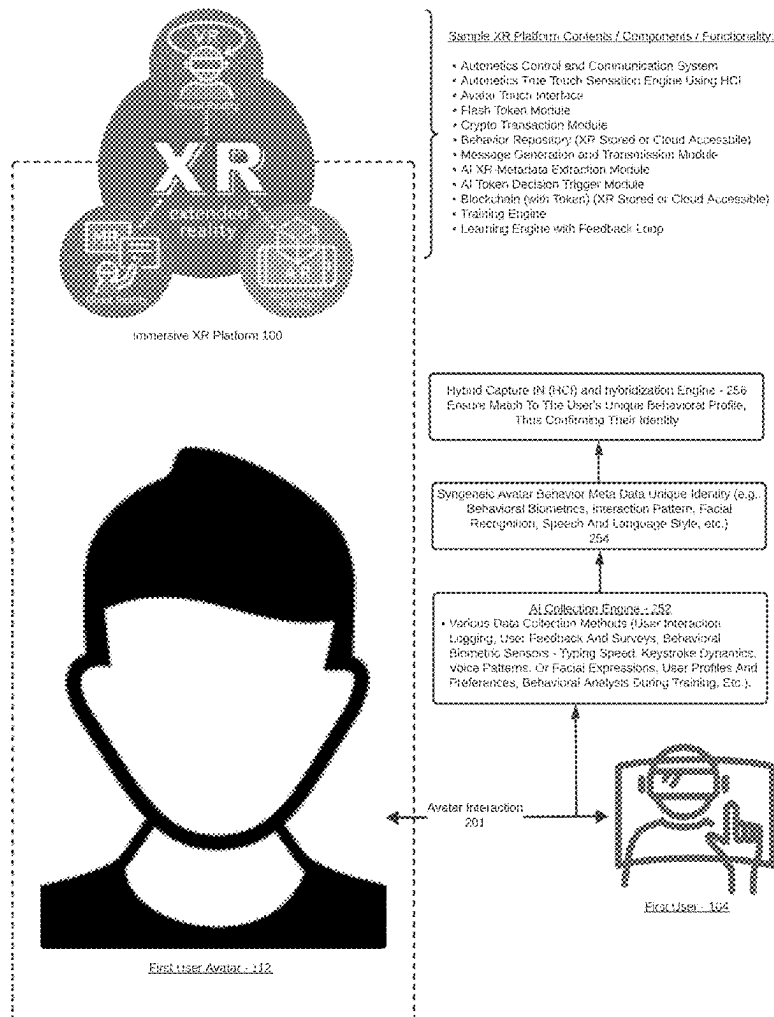 Sample XR Platform Contents / Components / Functionality:
• Autonetics Control and Communication System
• Autonetics True Touch Sensation Engine Using HCI
• Avatar Touch Interface
• Flash Token Module
• Crypto Transaction Module
• Behavior Repository (XR Stored or Cloud Accessible)
• Message Generation and Transmission Module
• AI XR-Metadata Extraction Module
• AI Token Decision Trigger Module
• Blockchain (with Token) (XR Stored or Cloud Accessible)
• Training Engine
• Learning Engine with Feedback Loop
VR
XR
extended
reality
AR
Immersive XR Platform 100
Hybrid Capture IN (HCI) and hybridization Engine - 256
Ensure Match To The User's Unique Behavioral Profile,
Thus Confirming Their Identity
Syngeneic Avatar Behavior Meta Data Unique Identity (e.g.,
Behavioral Biometrics, Interaction Pattern, Facial
Recognition, Speech And Language Style, etc.)
254
AI Collection Engine - 252
• Various Data Collection Methods (User Interaction
Logging, User Feedback And Surveys, Behavioral
Biometric Sensors - Typing Speed, Keystroke Dynamics,
Voice Patterns, Or Facial Expressions, User Profiles And
Preferences, Behavioral Analysis During Training, Etc.).
Avatar Interaction
201
First User - 104
First User Avatar - 112